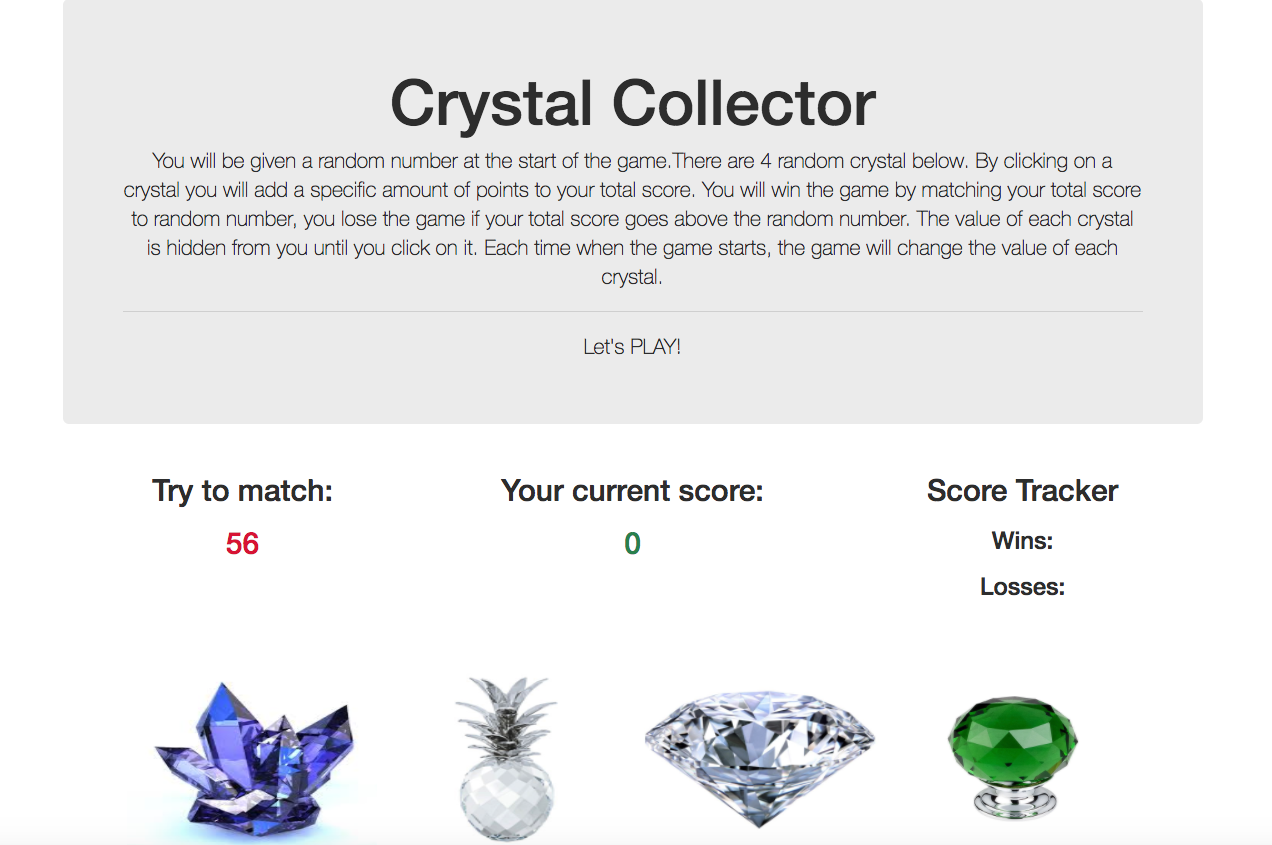 Crystal Collector
You will be given a random number at the start of the game.There are 4 random crystal below. By clicking on a
crystal you will add a specific amount of points to your total score. You will win the game by matching your total score
to random number, you lose the game if your total score goes above the random number. The value of each crystal
is hidden from you until you click on it. Each time when the game starts, the game will change the value of each
crystal.
Let's PLAY!
Try to match:
56
Your current score:
0
Score Tracker
Wins:
Losses: